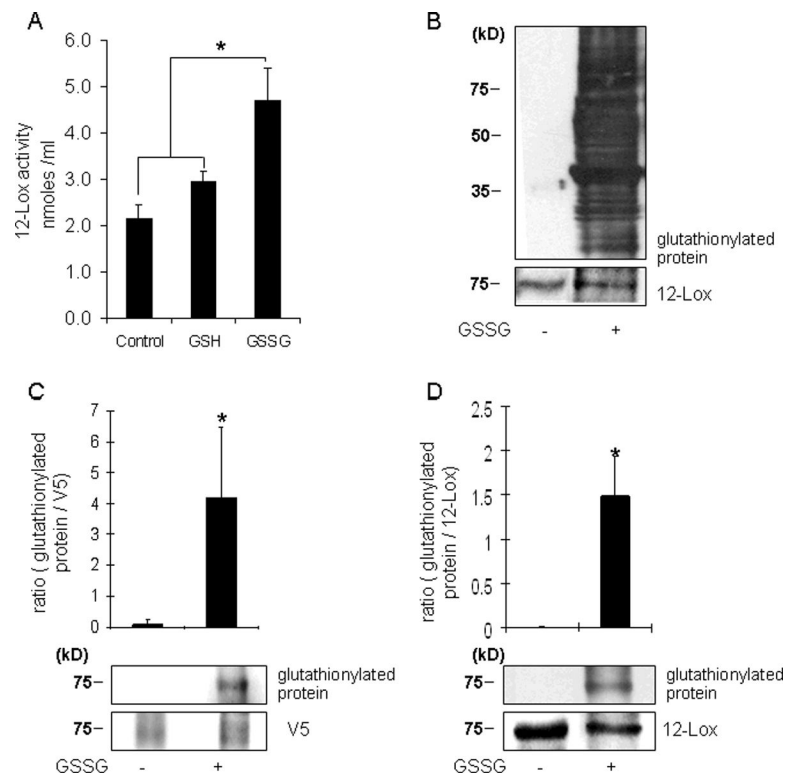 A
*
12-Lox activity
nmoles /ml
6.0
5.0
4.0
3.0
2.0
1.0
0.0
Control GSH GSSG
B
(kD)
75
50
35
glutathionylated
protein
75
12-Lox
GSSG - +
C
*
ratio ( glutathionylated
protein / V5)
7
6
5
4
3
2
1
0
(kD)
75
glutathionylated
protein
75
V5
GSSG - +
D
*
ratio ( glutathionylated
protein / 12-Lox)
2.5
2
1.5
1
0.5
0
(kD)
75
glutathionylated
protein
75
12-Lox
GSSG - +